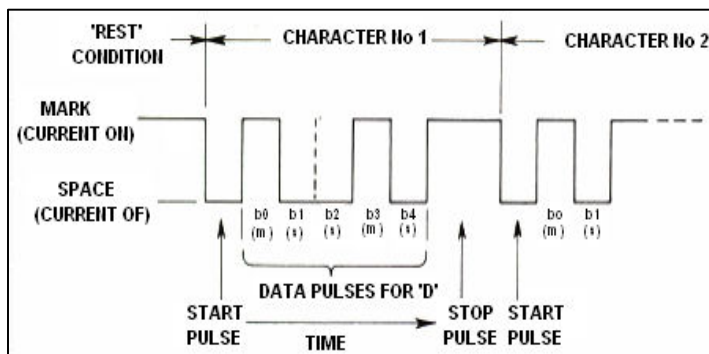 'REST'
CONDITION
CHARACTER No 1
CHARACTER No 2
MARK
(CURRENT ON)
SPACE
(CURRENT OF)
b0 b1 b2 b3 b4 bo b1
(m) (s) (s) (m) (s) (m) (s)
DATA PULSES FOR 'D'
START
PULSE
TIME
STOP
PULSE
START
PULSE